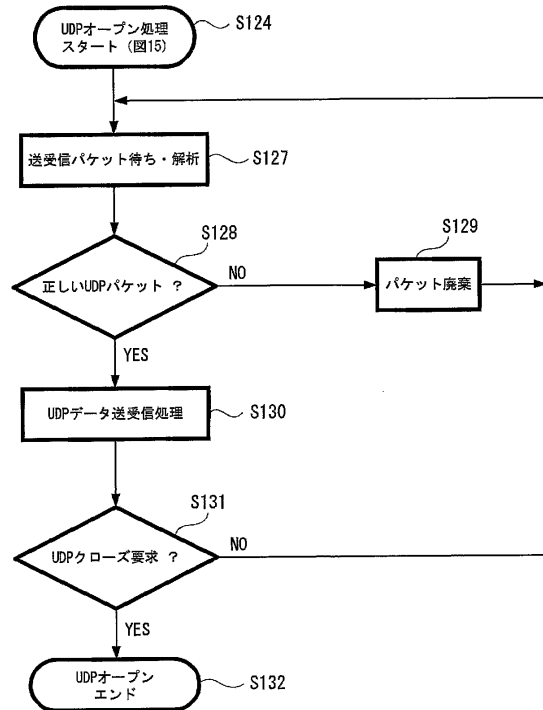 UDPオープン処理
スタート（図15）
S124
送受信パケット待ち・解析
S127
S128
正しいUDPパケット ？
NO
S129
パケット廃棄
YES
UDPデータ送受信処理
S130
S131
UDPクローズ要求 ？
NO
YES
UDPオープン
エンド
S132